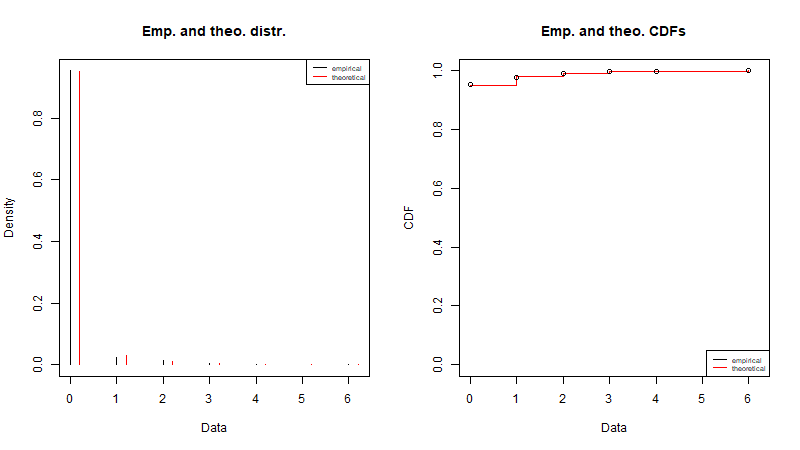 Emp. and theo. distr.
empirical
theoretical
Density
0.0 0.2 0.4 0.6 0.8
0 1 2 3 4 5 6
Data
Emp. and theo. CDFs
CDF
0.0 0.2 0.4 0.6 0.8 1.0
empirical
theoretical
0 1 2 3 4 5 6
Data